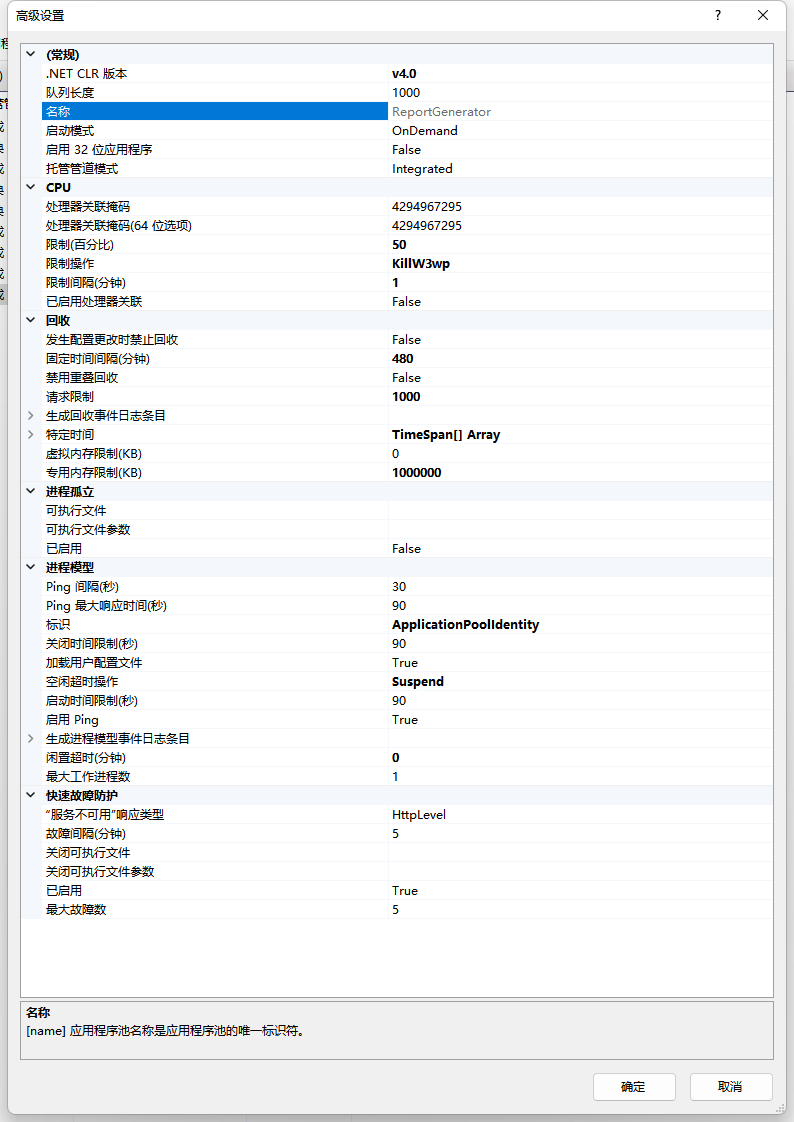 高级设置
?
(常规)
.NET CLR 版本 v4.0
队列长度 1000
名称 ReportGenerator
启动模式 OnDemand
启用 32 位应用程序 False
托管管道模式 Integrated
CPU
处理器关联掩码 4294967295
处理器关联掩码(64 位选项) 4294967295
限制(百分比) 50
限制操作 KillW3wp
限制间隔(分钟) 1
已启用处理器关联 False
回收
发生配置更改时禁止回收 False
固定时间间隔(分钟) 480
禁用重叠回收 False
请求限制 1000
生成回收事件日志条目
特定时间 TimeSpan[] Array
虚拟内存限制(KB) 0
专用内存限制(KB) 1000000
进程孤立
可执行文件
可执行文件参数
已启用 False
进程模型
Ping 间隔(秒) 30
Ping 最大响应时间(秒) 90
标识 ApplicationPoolIdentity
关闭时间限制(秒) 90
加载用户配置文件 True
空闲超时操作 Suspend
启动时间限制(秒) 90
启用 Ping True
生成进程模型事件日志条目
闲置超时(分钟) 0
最大工作进程数 1
快速故障防护
“服务不可用”响应类型 HttpLevel
故障间隔(分钟) 5
关闭可执行文件
关闭可执行文件参数
已启用 True
最大故障数 5
名称
[name] 应用程序池名称是应用程序池的唯一标识符。
确定 取消